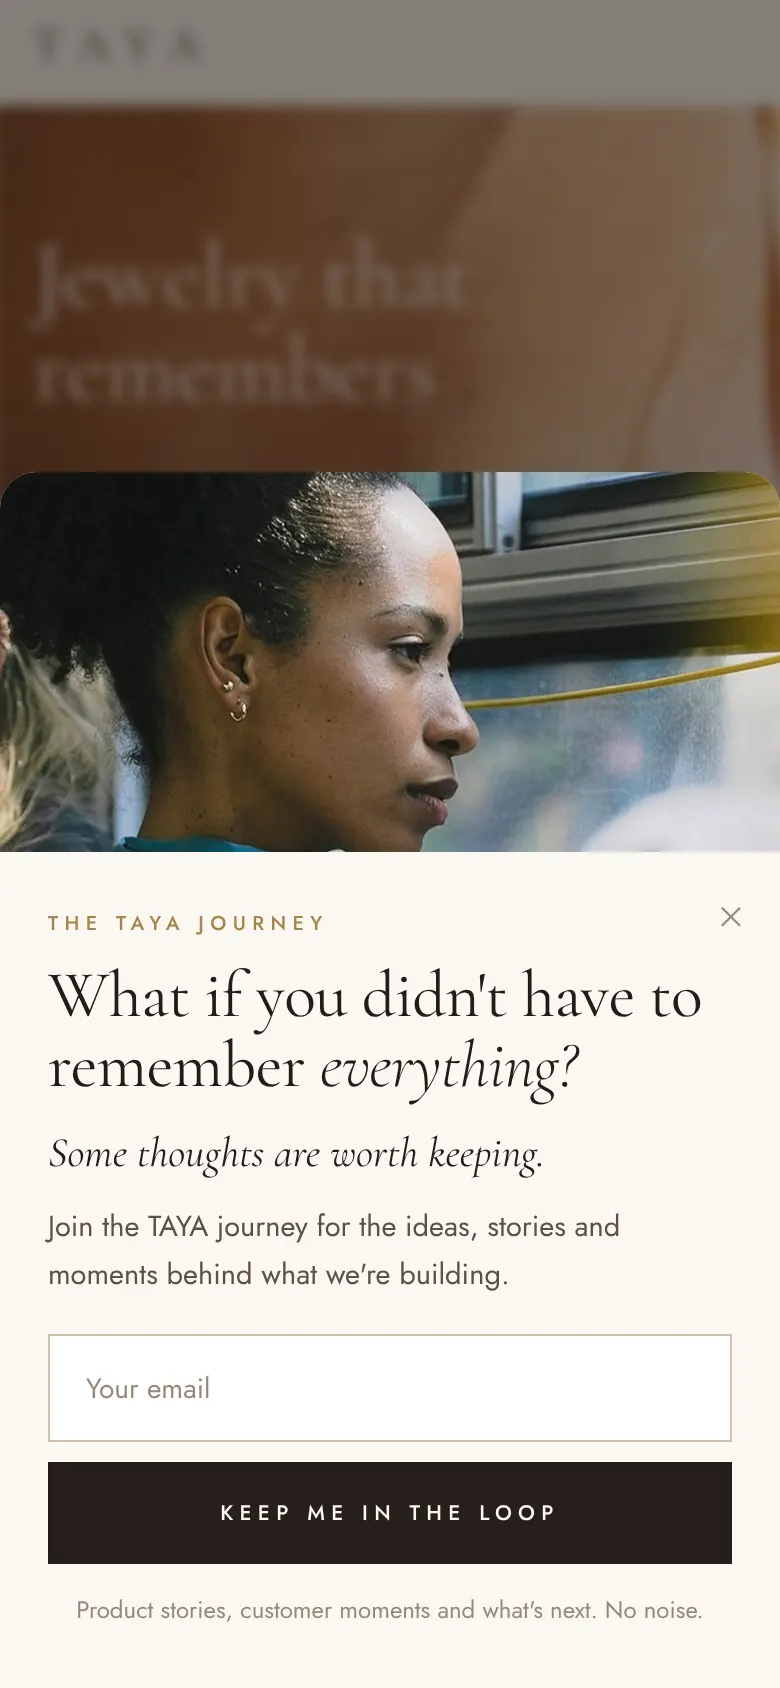 TAYA
Jewelry that
remembers
THE TAYA JOURNEY
What if you didn't have to
remember everything?
Some thoughts are worth keeping.
Join the TAYA journey for the ideas, stories and
moments behind what we're building.
Your email
KEEP ME IN THE LOOP
Product stories, customer moments and what's next. No noise.